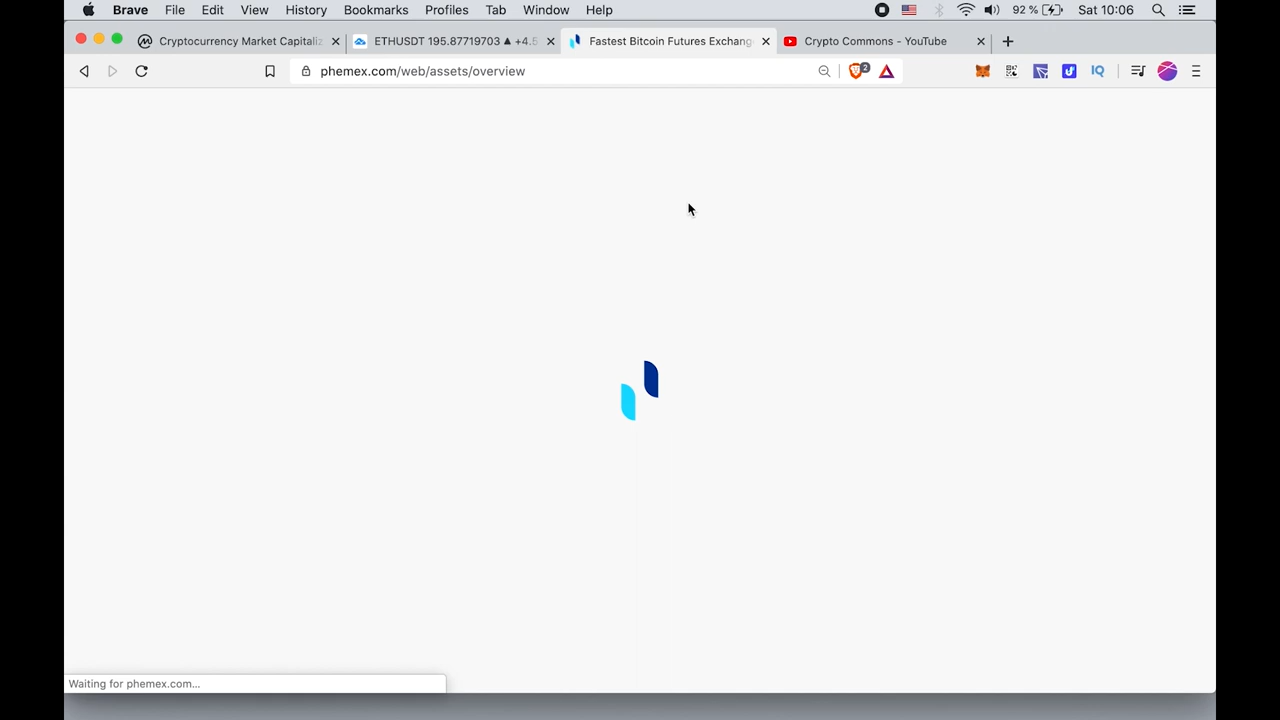 Brave File Edit View History Bookmarks Profiles Tab Window Help 92 % Sat 10:06
Cryptocurrency Market Capitaliz ETHUSDT 195.87719703 ▲ +4.5 Fastest Bitcoin Futures Exchang Crypto Commons - YouTube
phemex.com/web/assets/overview 2 IQ
Waiting for phemex.com...